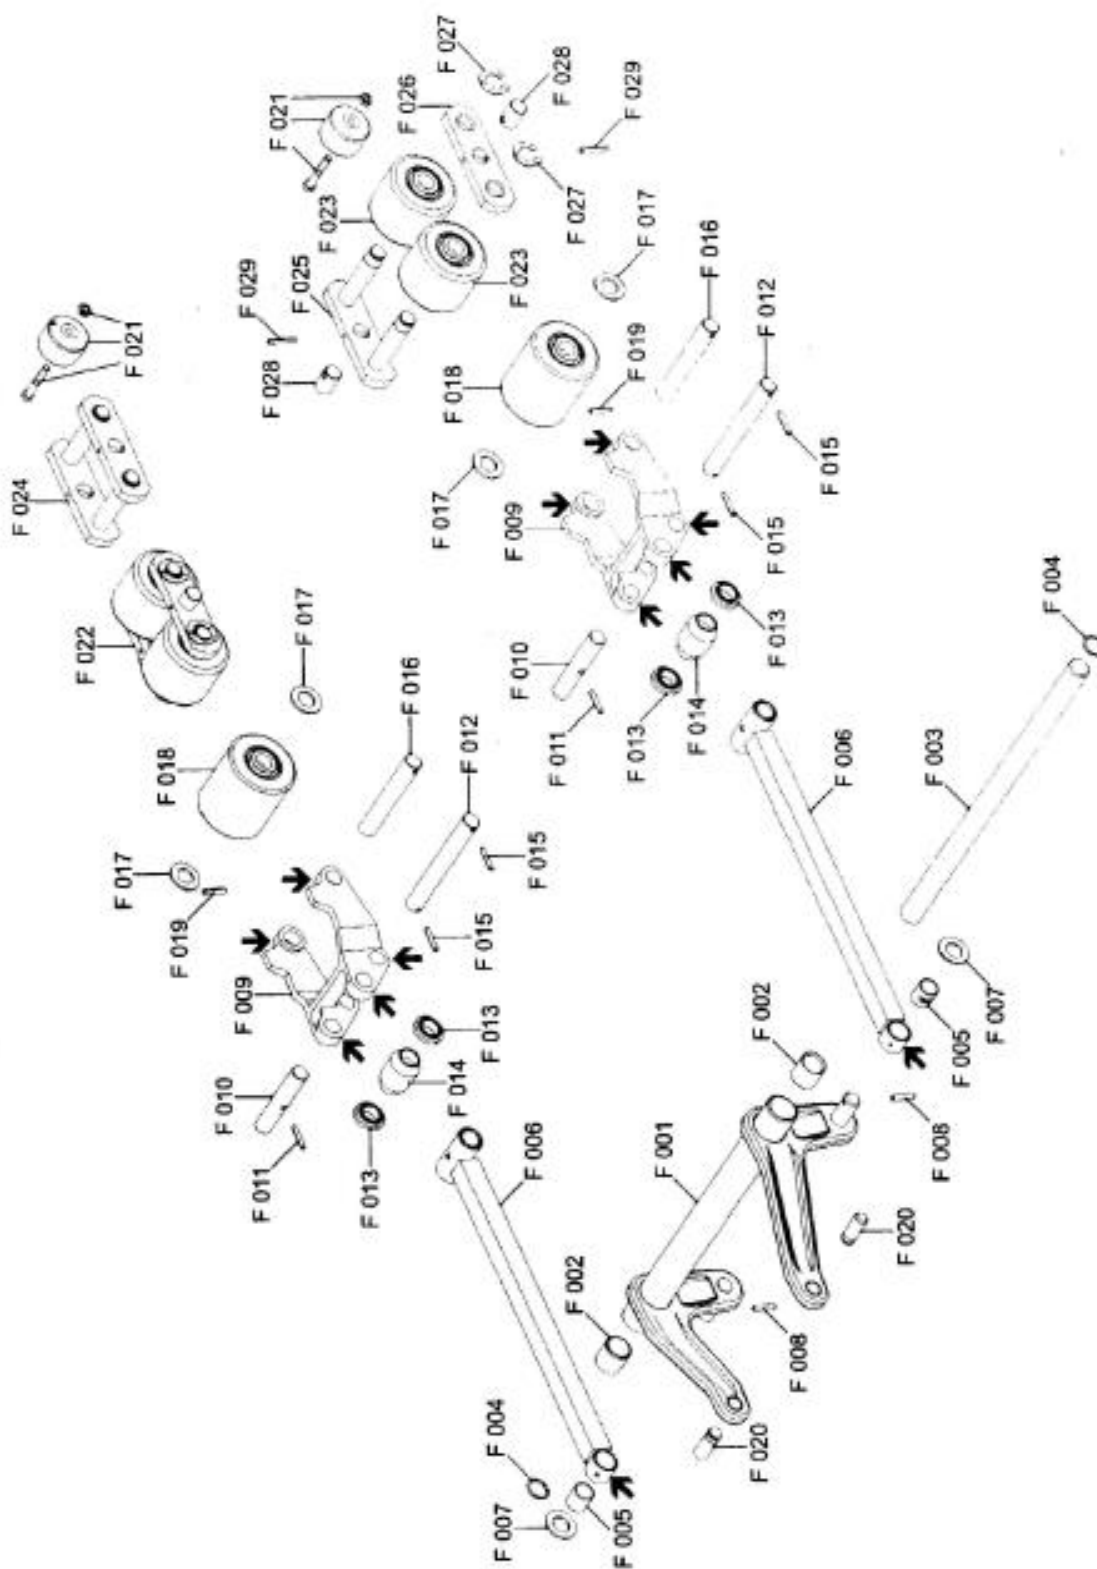 F 027
F 021
F 028
F 026
F 029
F 023
F 027
F 017
F 029
F 025
F 023
F 016
F 021
F 028
F 012
F 018
F 019
F 024
F 015
F 017
F 009
F 015
F 022
F 017
F 004
F 010
F 013
F 016
F 011
F 013
F 014
F 018
F 012
F 006
F 003
F 017
F 015
F 019
F 015
F 009
F 002
F 007
F 013
F 005
F 010
F 014
F 001
F 008
F 011
F 013
F 006
F 020
F 002
F 008
F 004
F 020
F 007
F 005